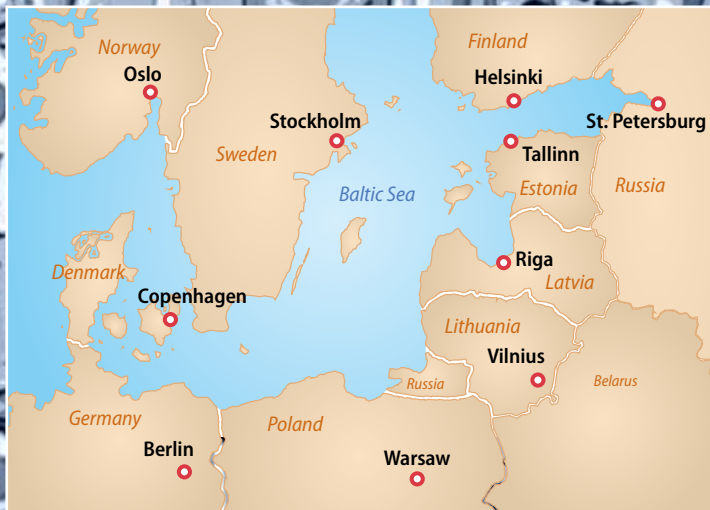 Norway
Finland
Oslo
Helsinki
Stockholm
St. Petersburg
Sweden
Tallinn
Baltic Sea
Estonia
Russia
Denmark
Riga
Latvia
Copenhagen
Lithuania
Vilnius
Russia
Belarus
Germany
Poland
Berlin
Warsaw